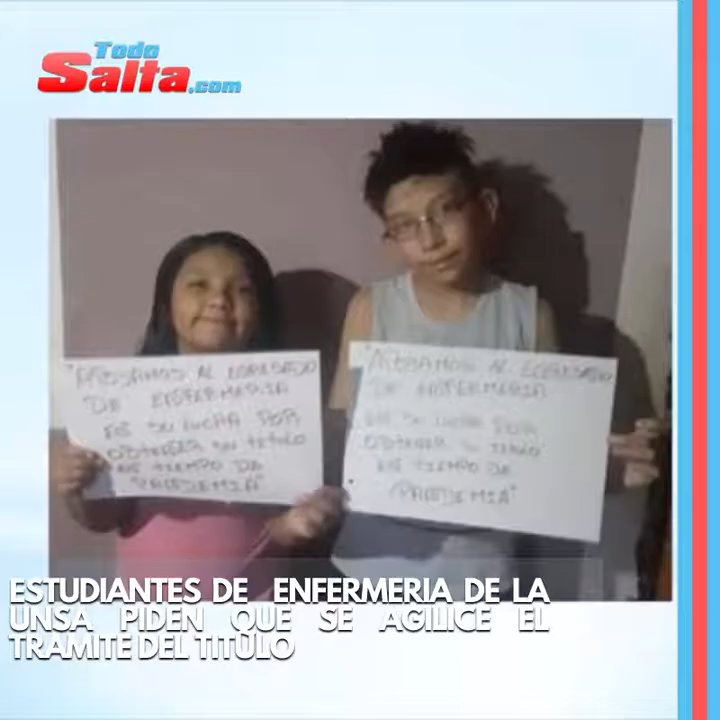 Todo
Salta.com
"APOYAMOS AL EGRESADO
DE ENFERMERIA
EN SU LUCHA POR
OBTENER SU TITULO
EN TIEMPO DE
"PANDEMIA"
"APOYAMOS AL EGRESADO
DE ENFERMERIA
EN SU LUCHA POR
OBTENER SU TITULO
EN TIEMPO DE
"PANDEMIA"
ESTUDIANTES DE ENFERMERIA DE LA
UNSA PIDEN QUE SE AGILICE EL
TRAMITE DEL TITULO